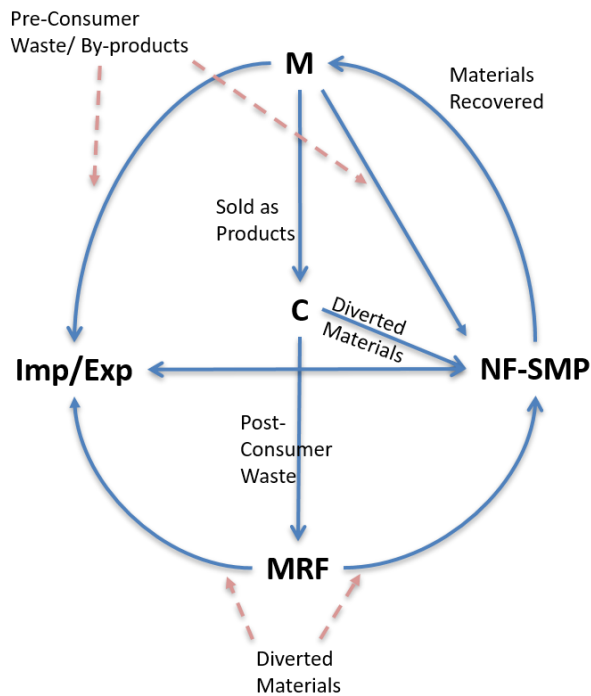 Pre-Consumer
Waste/ By-products
M
Materials
Recovered
Sold as
Products
C
Diverted
Materials
Imp/Exp
NF-SMP
Post-
Consumer
Waste
MRF
Diverted
Materials